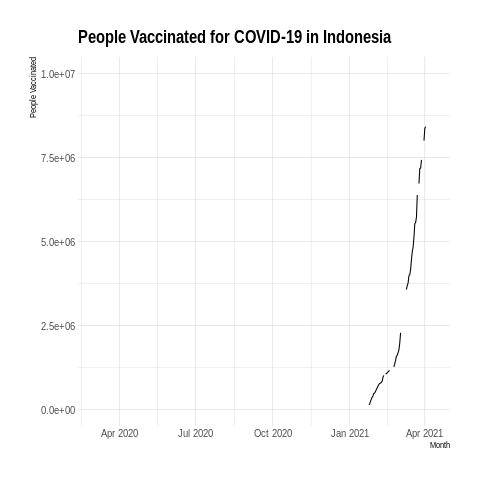 People Vaccinated for COVID-19 in Indonesia
People Vaccinated
1.0e+07
7.5e+06
5.0e+06
2.5e+06
0.0e+00
Apr 2020 Jul 2020 Oct 2020 Jan 2021 Apr 2021
Month